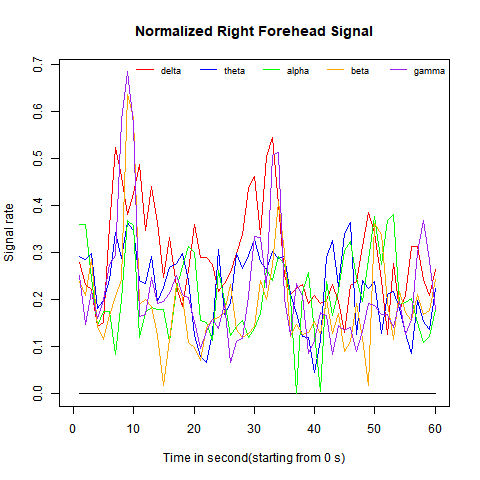 Normalized Right Forehead Signal
delta theta alpha beta gamma
Signal rate
0.7
0.6
0.5
0.4
0.3
0.2
0.1
0.0
0 10 20 30 40 50 60
Time in second(starting from 0 s)